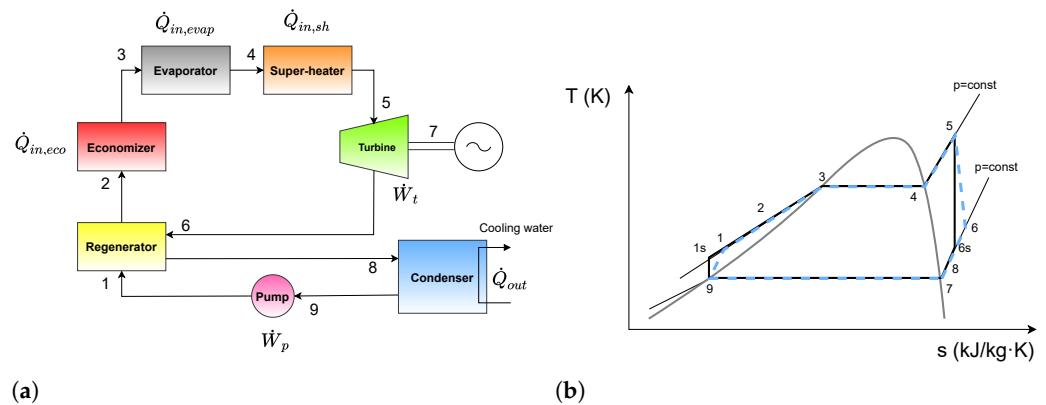 Q̇in,evap
Q̇in,sh
3
Evaporator
4
Super-heater
5
Q̇in,eco
Economizer
Turbine
7
Ẇt
2
6
Regenerator
Cooling water
8
Condenser
Q̇out
1
Pump
9
Ẇp
(a)
T (K)
p=const
5
p=const
3
4
2
1
1s
6
6s
8
9
7
s (kJ/kg·K)
(b)